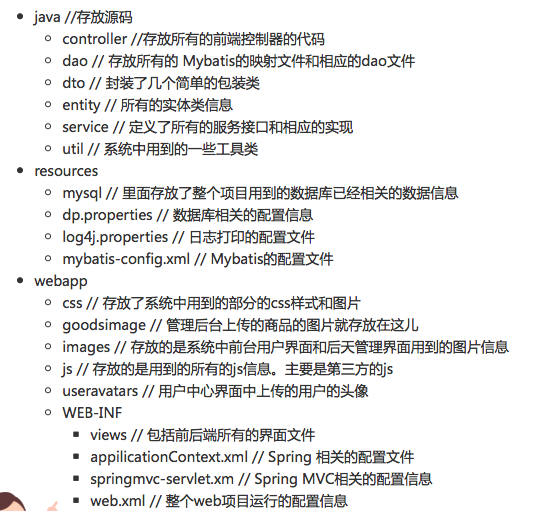 java //存放源码
controller //存放所有的前端控制器的代码
dao // 存放所有的 Mybatis的映射文件和相应的dao文件
dto // 封装了几个简单的包装类
entity // 所有的实体类信息
service // 定义了所有的服务接口和相应的实现
util // 系统中用到的一些工具类
resources
mysql // 里面存放了整个项目用到的数据库已经相关的数据信息
dp.properties // 数据库相关的配置信息
log4j.properties // 日志打印的配置文件
mybatis-config.xml // Mybatis的配置文件
webapp
css // 存放了系统中用到的部分的css样式和图片
goodsimage // 管理后台上传的商品的图片就存放在这儿
images // 存放的是系统中前台用户界面和后天管理界面用到的图片信息
js // 存放的是用到的所有的js信息。主要是第三方的js
useravatars // 用户中心界面中上传的用户的头像
WEB-INF
views // 包括前后端所有的界面文件
appilicationContext.xml // Spring 相关的配置文件
springmvc-servlet.xm // Spring MVC相关的配置信息
web.xml // 整个web项目运行的配置信息